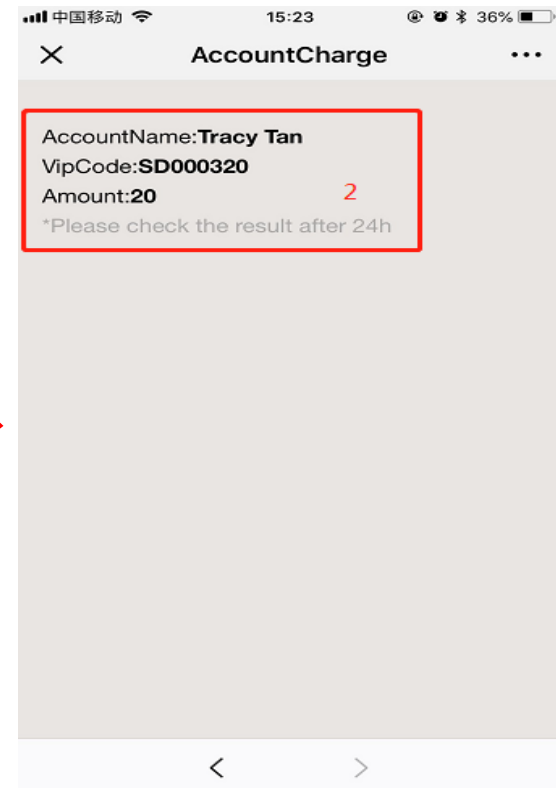 中国移动 15:23 36%
AccountCharge
AccountName:Tracy Tan
VipCode:SD000320
Amount:20
2
*Please check the result after 24h